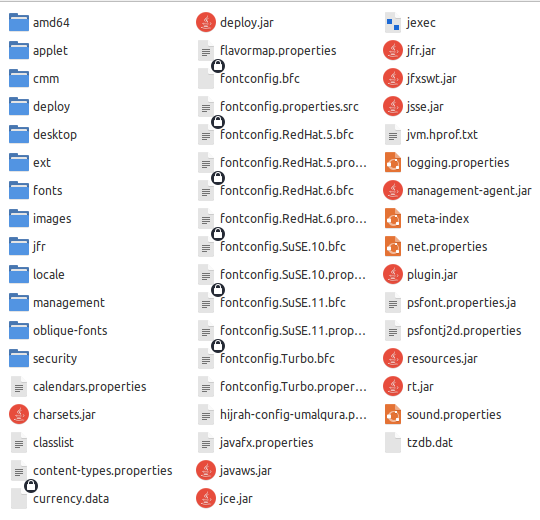 amd64
applet
cmm
deploy
desktop
ext
fonts
images
jfr
locale
management
oblique-fonts
security
calendars.properties
charsets.jar
classlist
content-types.properties
currency.data
deploy.jar
flavormap.properties
fontconfig.bfc
fontconfig.properties.src
fontconfig.RedHat.5.bfc
fontconfig.RedHat.5.pro...
fontconfig.RedHat.6.bfc
fontconfig.RedHat.6.pro...
fontconfig.SuSE.10.bfc
fontconfig.SuSE.10.prop...
fontconfig.SuSE.11.bfc
fontconfig.SuSE.11.prop...
fontconfig.Turbo.bfc
fontconfig.Turbo.proper...
hijrah-config-umalqura.p...
javafx.properties
javaws.jar
jce.jar
jexec
jfr.jar
jfxswt.jar
jsse.jar
jvm.hprof.txt
logging.properties
management-agent.jar
meta-index
net.properties
plugin.jar
psfont.properties.ja
psfontj2d.properties
resources.jar
rt.jar
sound.properties
tzdb.dat